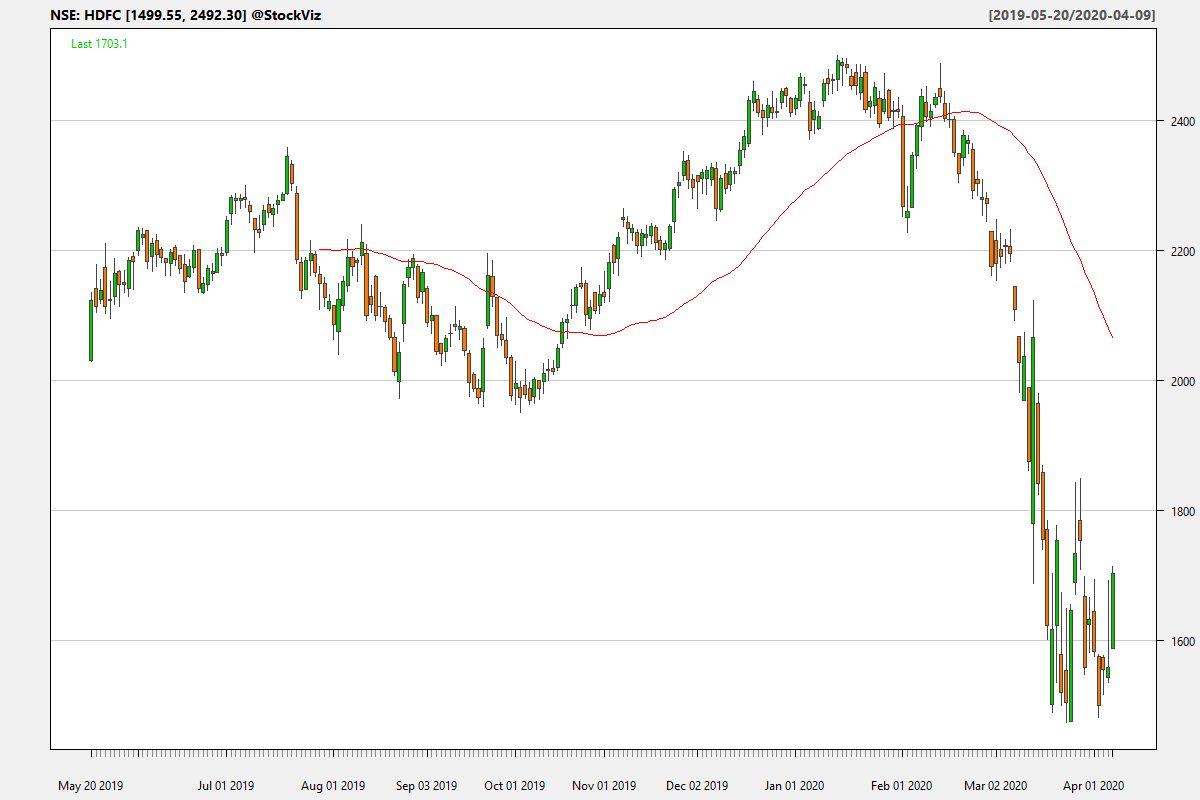 NSE: HDFC [1499.55, 2492.30] @StockViz
[2019-05-20/2020-04-09]
Last 1703.1
2400
2200
2000
1800
1600
May 20 2019 Jul 01 2019 Aug 01 2019 Sep 03 2019 Oct 01 2019 Nov 01 2019 Dec 02 2019 Jan 01 2020 Feb 01 2020 Mar 02 2020 Apr 01 2020